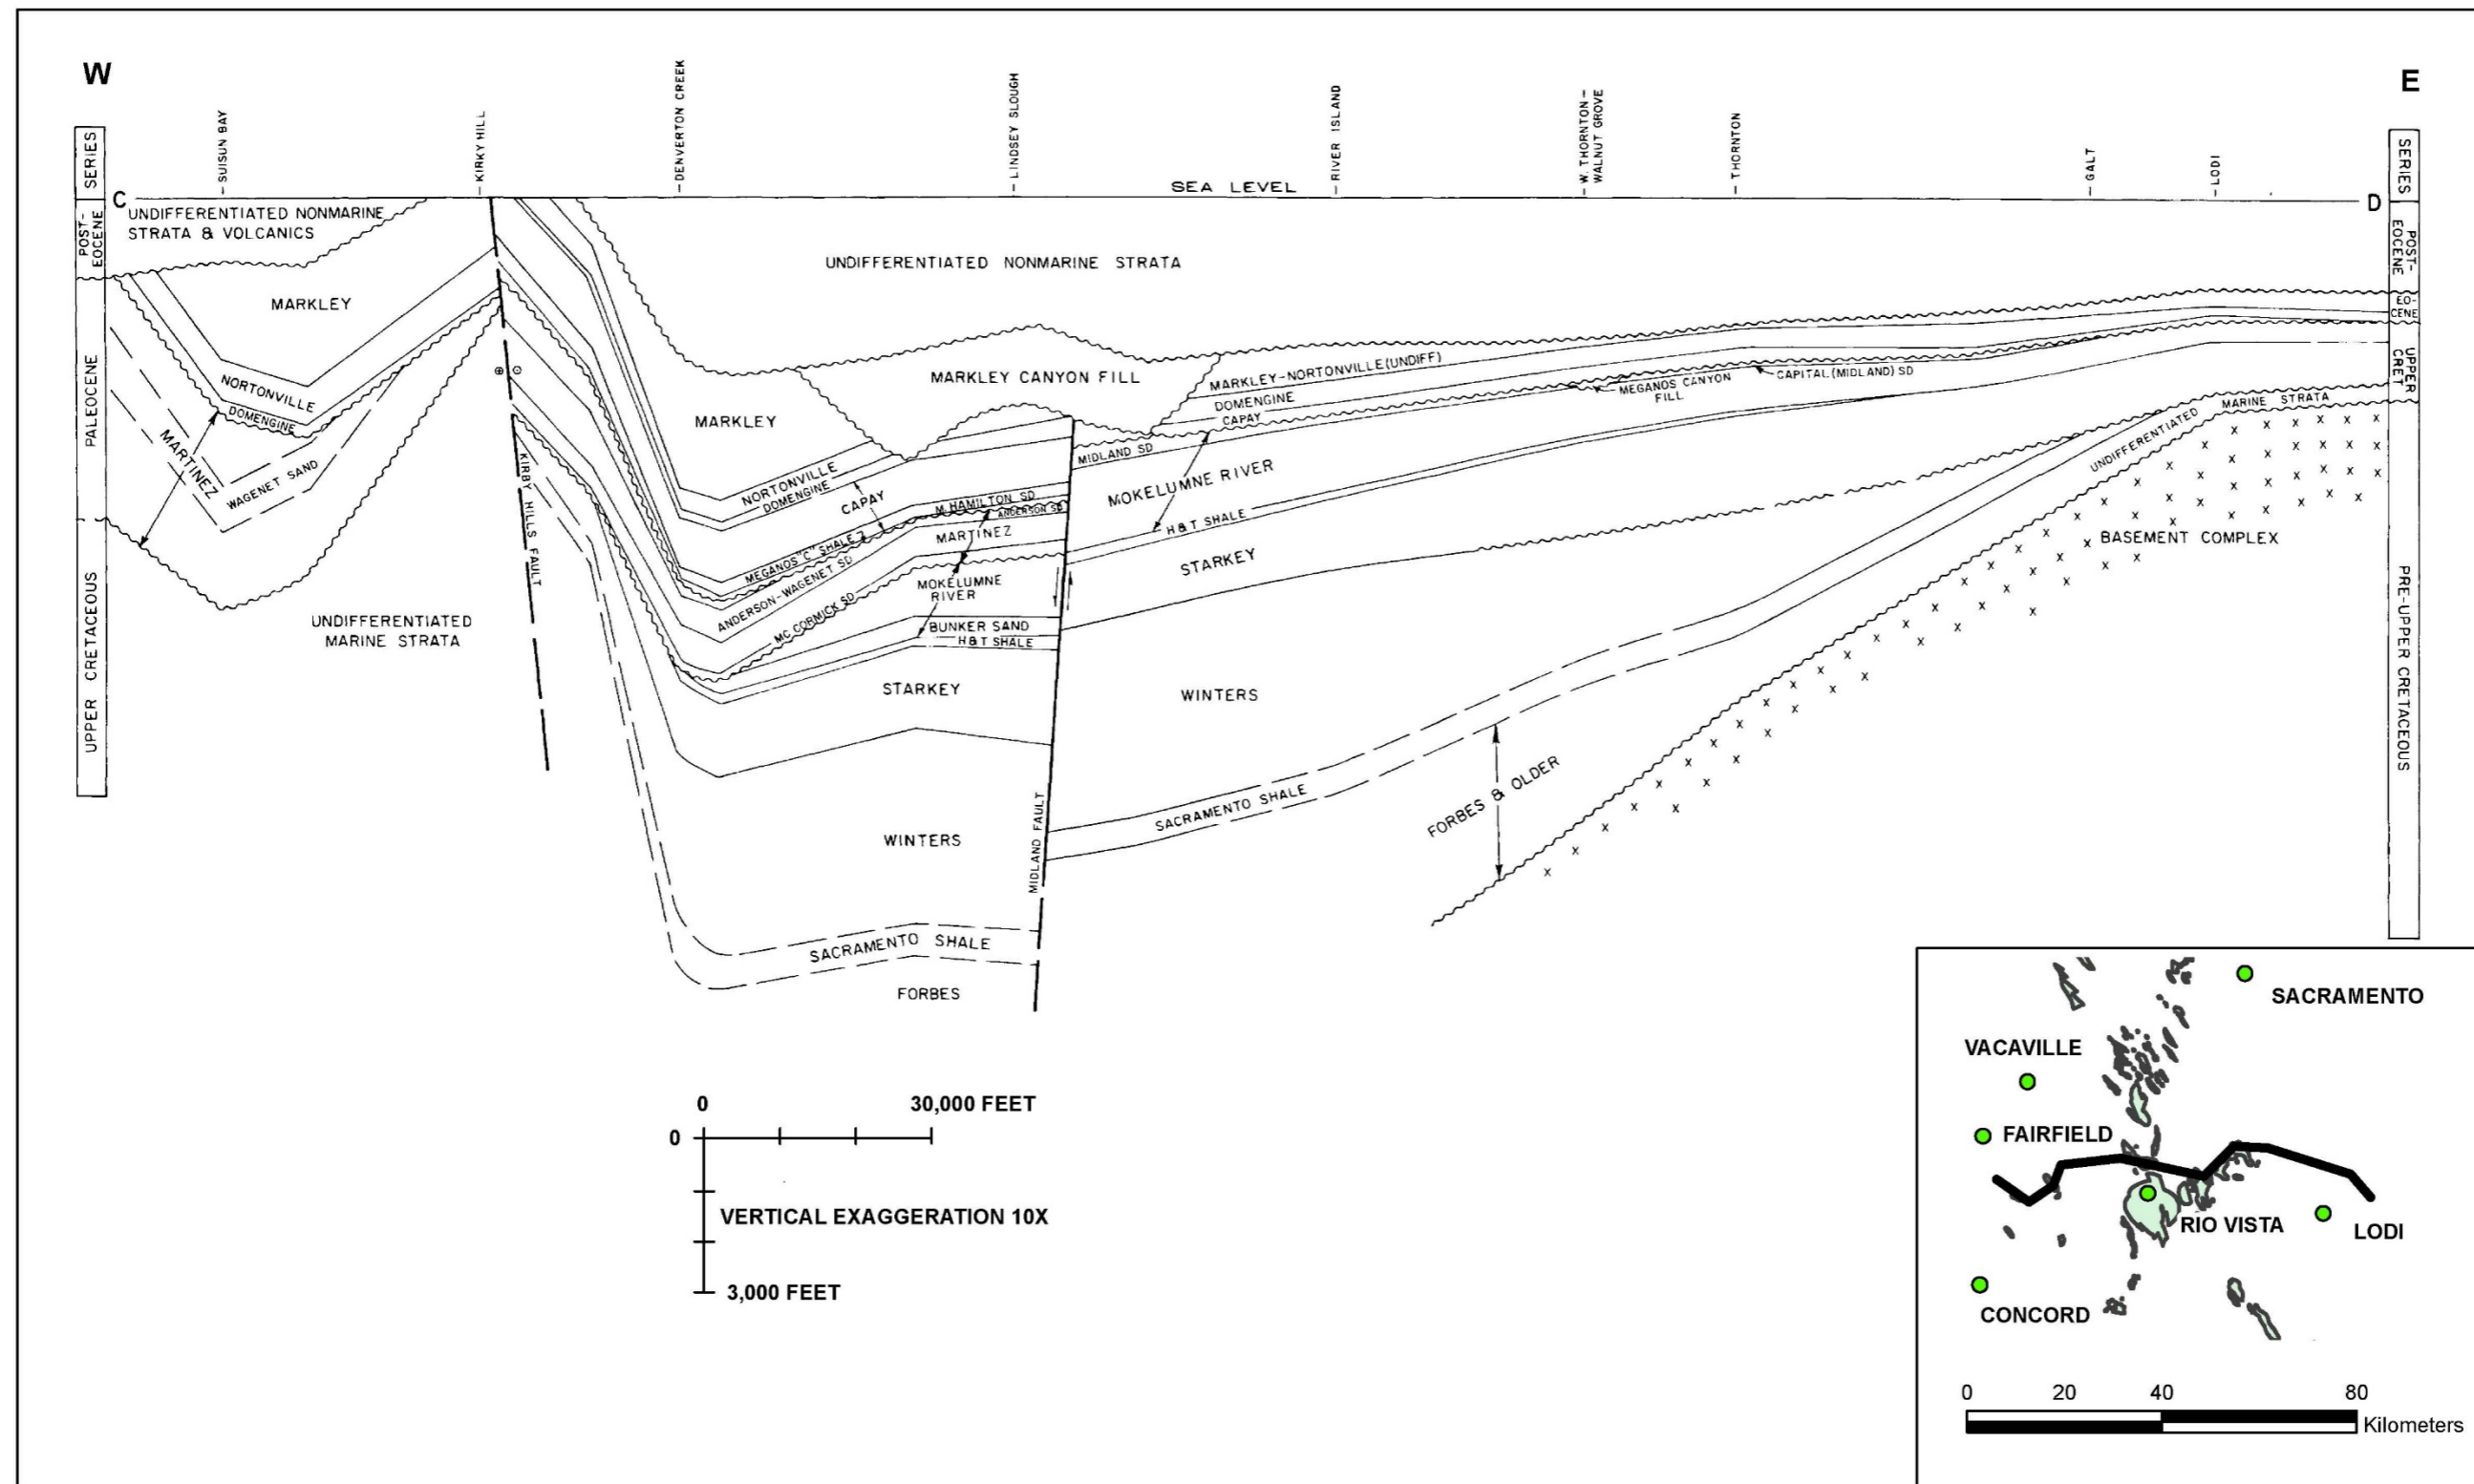 W
E
SUISUN BAY
KIRKY HILL
DENVERTON CREEK
LINDSEY SLOUGH
RIVER ISLAND
W. THORNTON-
WALNUT GROVE
THORNTON
GALT
LODI
SERIES
POST-
EOCENE
PALEOCENE
UPPER CRETACEOUS
SERIES
POST-
EOCENE
EO-
CENE
UPPER
CRET
PRE-UPPER CRETACEOUS
SEA LEVEL
C
D
UNDIFFERENTIATED NONMARINE
STRATA & VOLCANICS
MARKLEY
NORTONVILLE
DOMENGINE
MARTINEZ
WAGENET SAND
UNDIFFERENTIATED
MARINE STRATA
KIRBY HILLS FAULT
UNDIFFERENTIATED NONMARINE STRATA
MARKLEY CANYON FILL
MARKLEY
NORTONVILLE
DOMENGINE
CAPAY
M. HAMILTON SD
ANDERSON SD
MARTINEZ
MEGANOS "C" SHALE
ANDERSON-WAGENET SD
MC CORMICK SD
MOKELUMNE
RIVER
BUNKER SAND
H&T SHALE
STARKEY
WINTERS
SACRAMENTO SHALE
FORBES
MIDLAND FAULT
MARKLEY-NORTONVILLE (UNDIFF)
DOMENGINE
CAPAY
MIDLAND SD
MEGANOS CANYON
FILL
CAPITAL (MIDLAND) SD
MOKELUMNE RIVER
H&T SHALE
STARKEY
WINTERS
SACRAMENTO SHALE
FORBES & OLDER
UNDIFFERENTIATED MARINE STRATA
BASEMENT COMPLEX
0 30,000 FEET
0
VERTICAL EXAGGERATION 10X
3,000 FEET
SACRAMENTO
VACAVILLE
FAIRFIELD
RIO VISTA
LODI
CONCORD
0 20 40 80
Kilometers